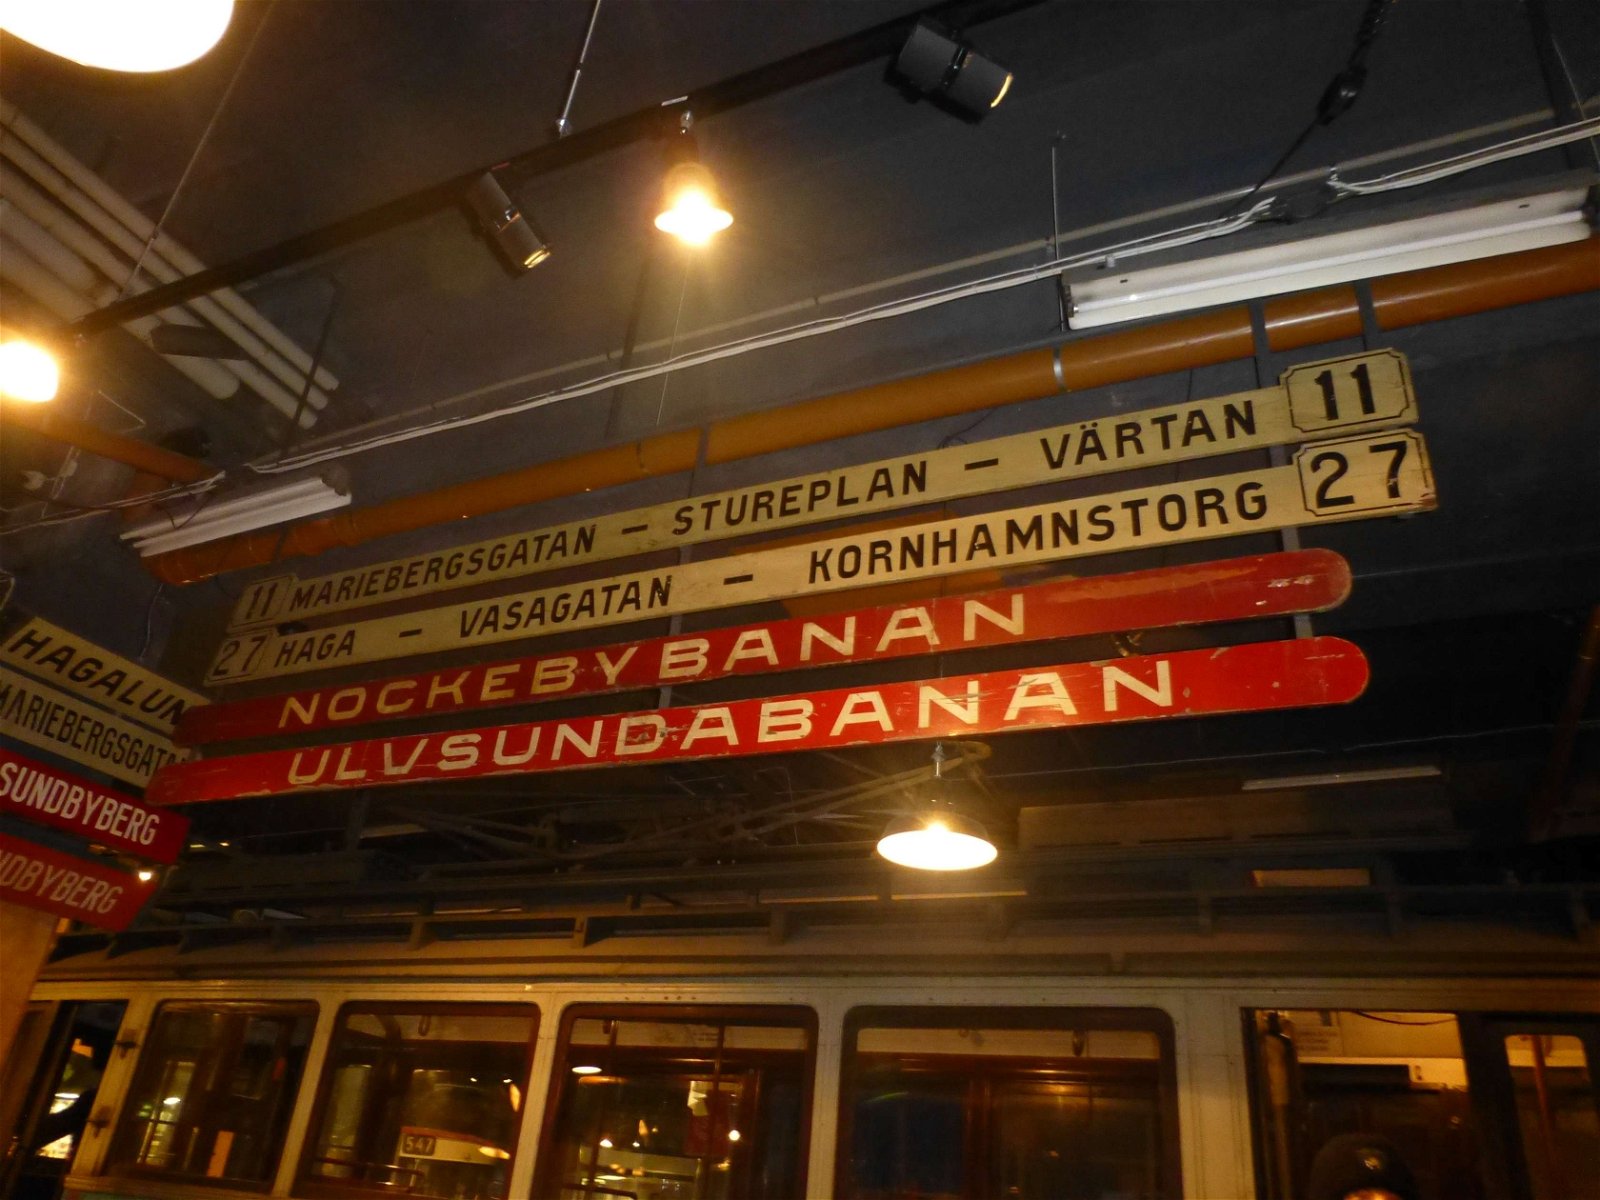 11 MARIEBERGSGATAN – STUREPLAN – VÄRTAN 11
27 HAGA – VASAGATAN – KORNHAMNSTORG 27
NOCKEBYBANAN
ULVSUNDABANAN
HAGALUN
MARIEBERGSGATA
SUNDBYBERG
NDBYBERG
547